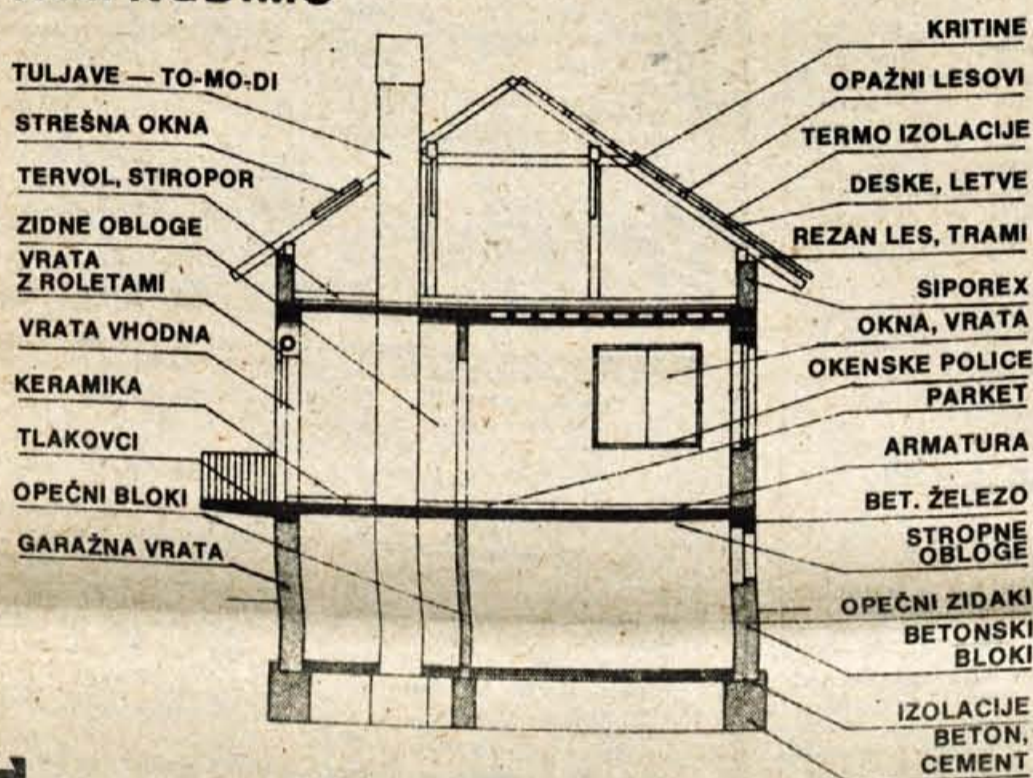 TULJAVE — TO-MO-DI
STREŠNA OKNA
TERVOL, STIROPOR
ZIDNE OBLOGE
VRATA
Z ROLETAMI
VRATA VHODNA
KERAMIKA
TLAKOVCI
OPEČNI BLOKI
GARAŽNA VRATA
KRITINE
OPAŽNI LESOVI
TERMO IZOLACIJE
DESKE, LETVE
REZAN LES, TRAMI
SIPOREX
OKNA, VRATA
OKENSKE POLICE
PARKET
ARMATURA
BET. ŽELEZO
STROPNE
OBLOGE
OPEČNI ZIDAKI
BETONSKI
BLOKI
IZOLACIJE
BETON,
CEMENT